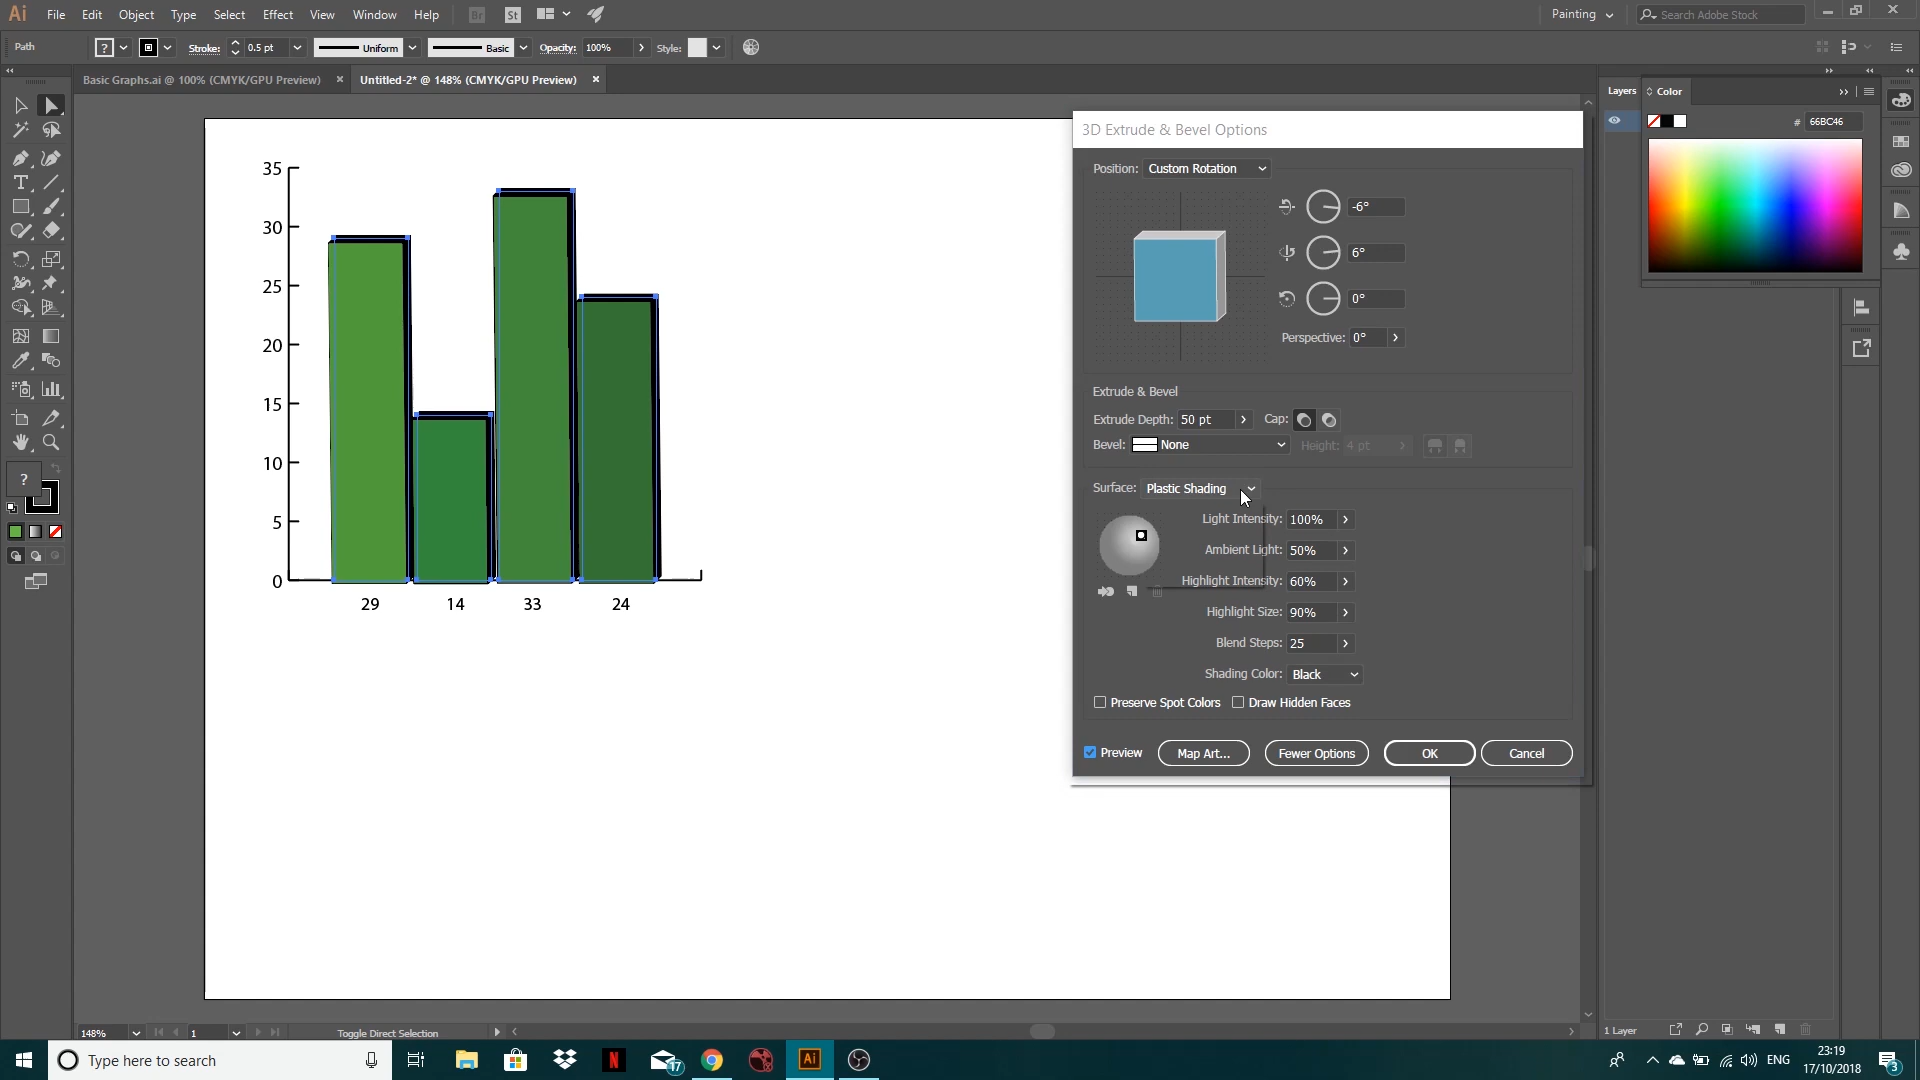 Ai File Edit Object Type Select Effect View Window Help Br St Painting Search Adobe Stock
Path ? Stroke: 0.5 pt Uniform Basic Opacity: 100% Style:
Basic Graphs.ai @ 100% (CMYK/GPU Preview) Untitled-2* @ 148% (CMYK/GPU Preview)
Layers Color
# 66BC46
3D Extrude & Bevel Options
Position: Custom Rotation
-6°
6°
0°
Perspective: 0°
Extrude & Bevel
Extrude Depth: 50 pt Cap:
Bevel: None Height: 4 pt
Surface: Plastic Shading
Light Intensity: 100%
Ambient Light: 50%
Highlight Intensity: 60%
Highlight Size: 90%
Blend Steps: 25
Shading Color: Black
Preserve Spot Colors Draw Hidden Faces
Preview Map Art... Fewer Options OK Cancel
35
30
25
20
15
10
5
0
29 14 33 24
?
148% 1 Toggle Direct Selection
1 Layer
Type here to search
N 17 Ai
ENG
23:19
17/10/2018
3